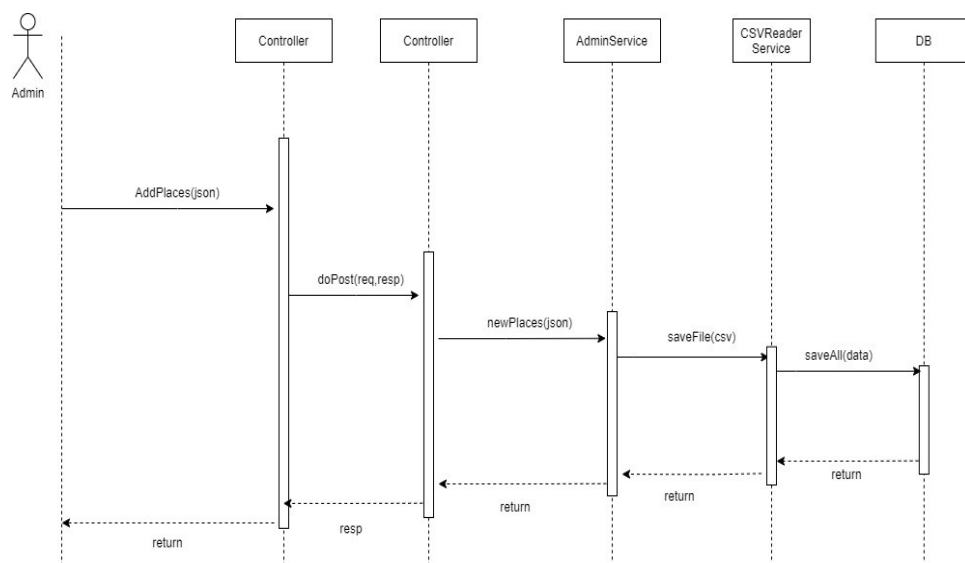 Admin
Controller
Controller
AdminService
CSVReader
Service
DB
AddPlaces(json)
doPost(req,resp)
newPlaces(json)
saveFile(csv)
saveAll(data)
return
return
return
resp
return